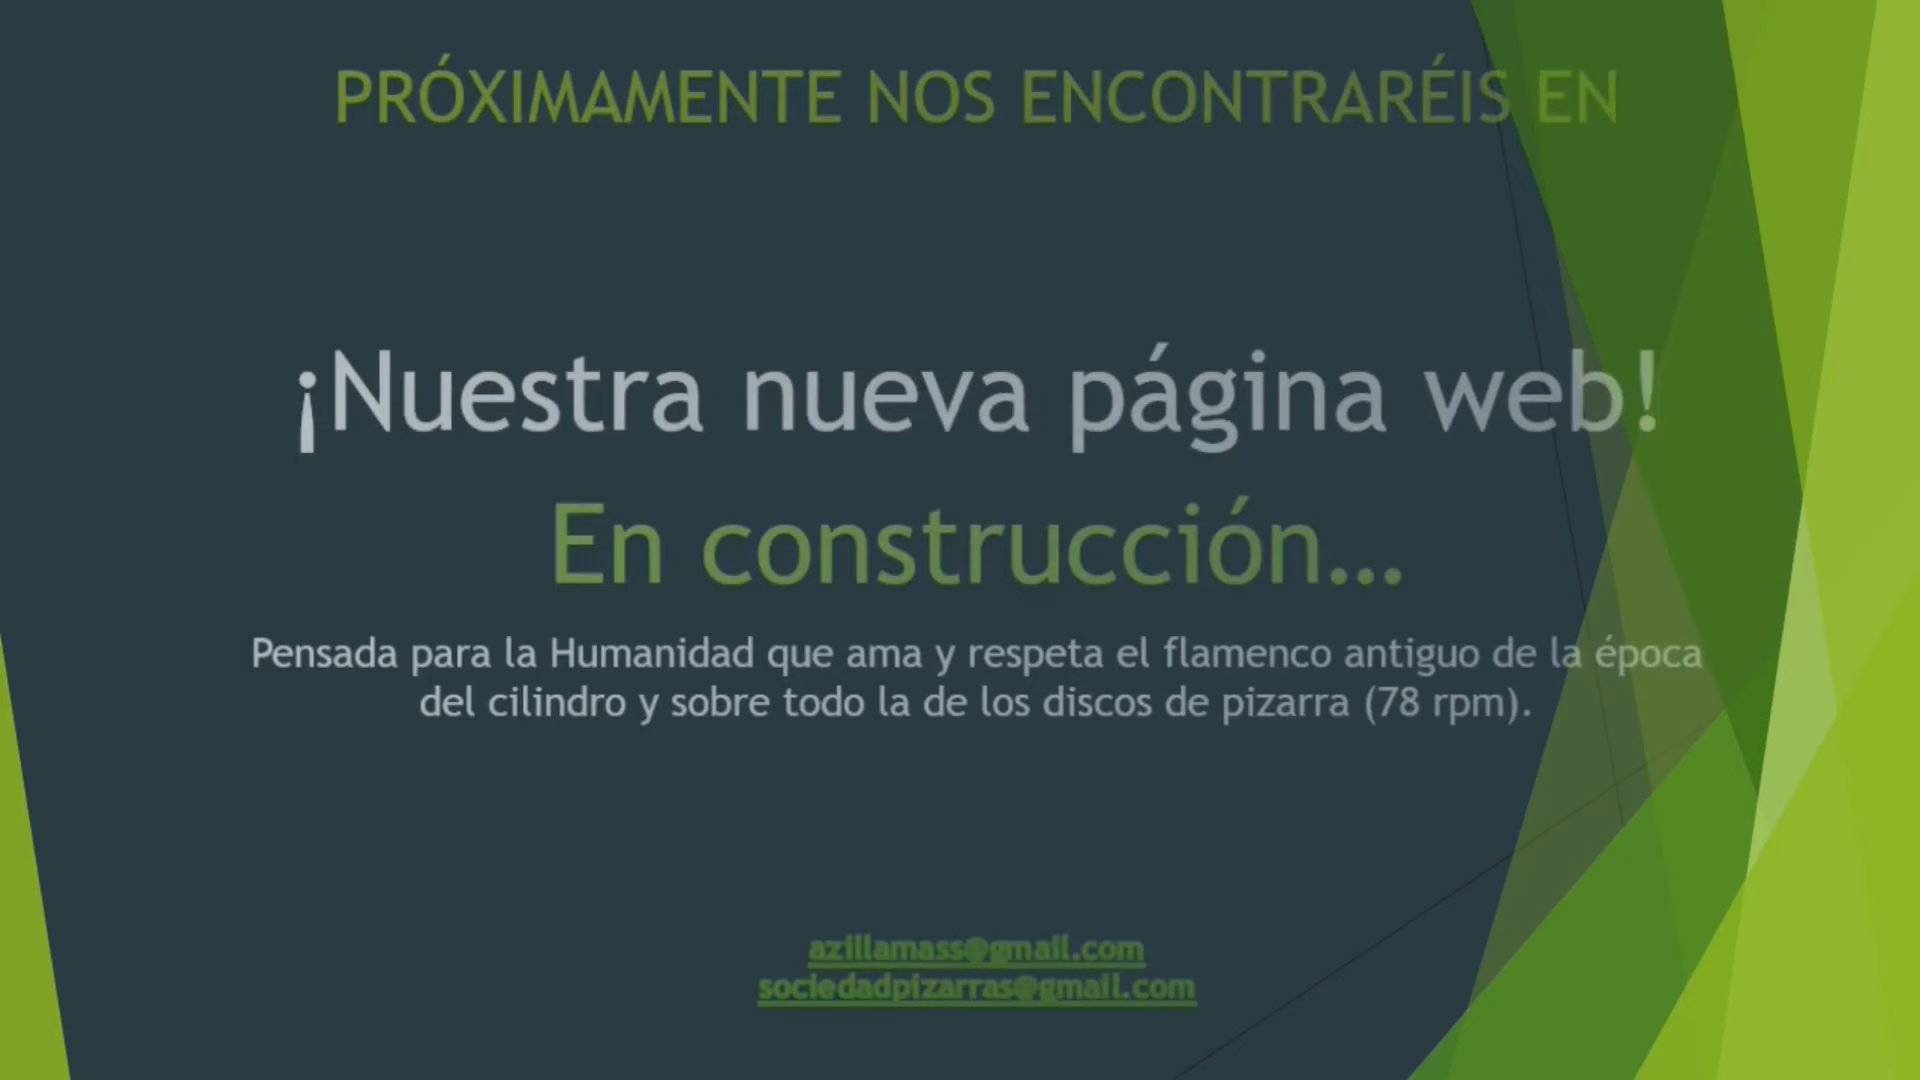 PRÓXIMAMENTE NOS ENCONTRARÉIS EN
¡Nuestra nueva página web!
En construcción...
Pensada para la Humanidad que ama y respeta el flamenco antiguo de la época
del cilindro y sobre todo la de los discos de pizarra (78 rpm).
azillamass@gmail.com
sociedadpizarras@gmail.com